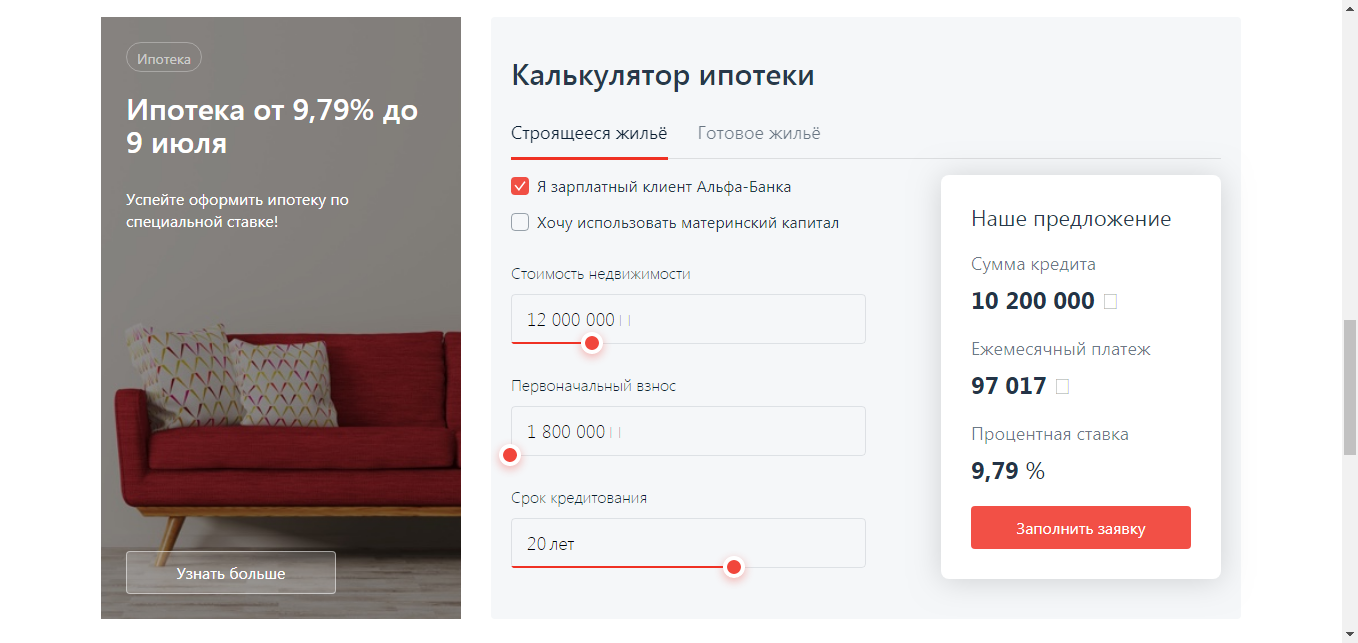 Ипотека
Ипотека от 9,79% до
9 июля
Успейте оформить ипотеку по
специальной ставке!
Узнать больше
Калькулятор ипотеки
Строящееся жильё
Готовое жильё
Я зарплатный клиент Альфа-Банка
Хочу использовать материнский капитал
Стоимость недвижимости
12 000 000
Первоначальный взнос
1 800 000
Срок кредитования
20 лет
Наше предложение
Сумма кредита
10 200 000
Ежемесячный платеж
97 017
Процентная ставка
9,79 %
Заполнить заявку